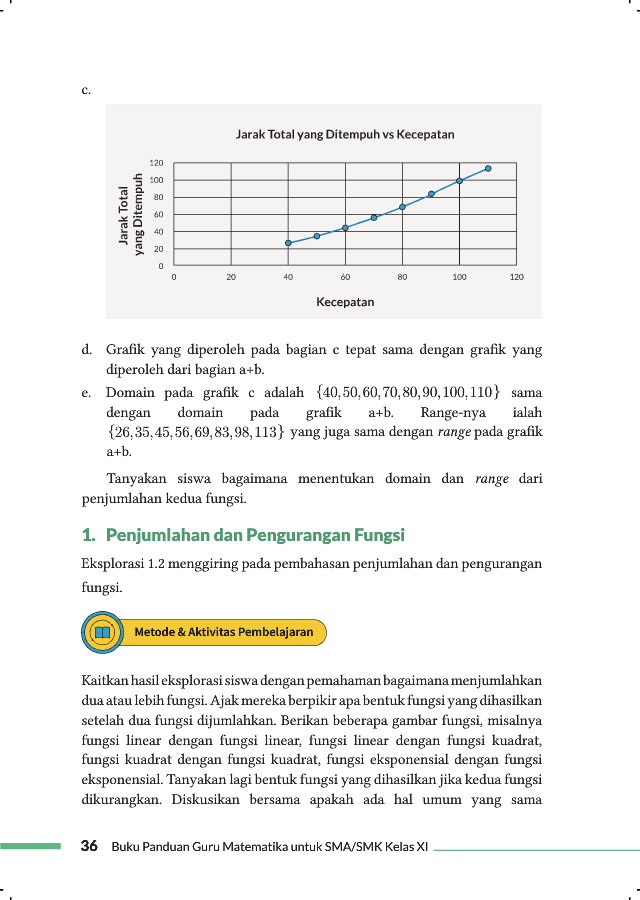 c.
Jarak Total yang Ditempuh vs Kecepatan
Jarak Total
yang Ditempuh
120
100
80
60
40
20
0
0 20 40 60 80 100 120
Kecepatan
d. Grafik yang diperoleh pada bagian c tepat sama dengan grafik yang
diperoleh dari bagian a+b.
e. Domain pada grafik c adalah {40,50,60,70,80,90,100,110} sama
dengan domain pada grafik a+b. Range-nya ialah
{26,35,45,56,69,83,98,113} yang juga sama dengan range pada grafik
a+b.
Tanyakan siswa bagaimana menentukan domain dan range dari
penjumlahan kedua fungsi.
1. Penjumlahan dan Pengurangan Fungsi
Eksplorasi 1.2 menggiring pada pembahasan penjumlahan dan pengurangan
fungsi.
Metode & Aktivitas Pembelajaran
Kaitkan hasil eksplorasi siswa dengan pemahaman bagaimana menjumlahkan
dua atau lebih fungsi. Ajak mereka berpikir apa bentuk fungsi yang dihasilkan
setelah dua fungsi dijumlahkan. Berikan beberapa gambar fungsi, misalnya
fungsi linear dengan fungsi linear, fungsi linear dengan fungsi kuadrat,
fungsi kuadrat dengan fungsi kuadrat, fungsi eksponensial dengan fungsi
eksponensial. Tanyakan lagi bentuk fungsi yang dihasilkan jika kedua fungsi
dikurangkan. Diskusikan bersama apakah ada hal umum yang sama
36 Buku Panduan Guru Matematika untuk SMA/SMK Kelas XI